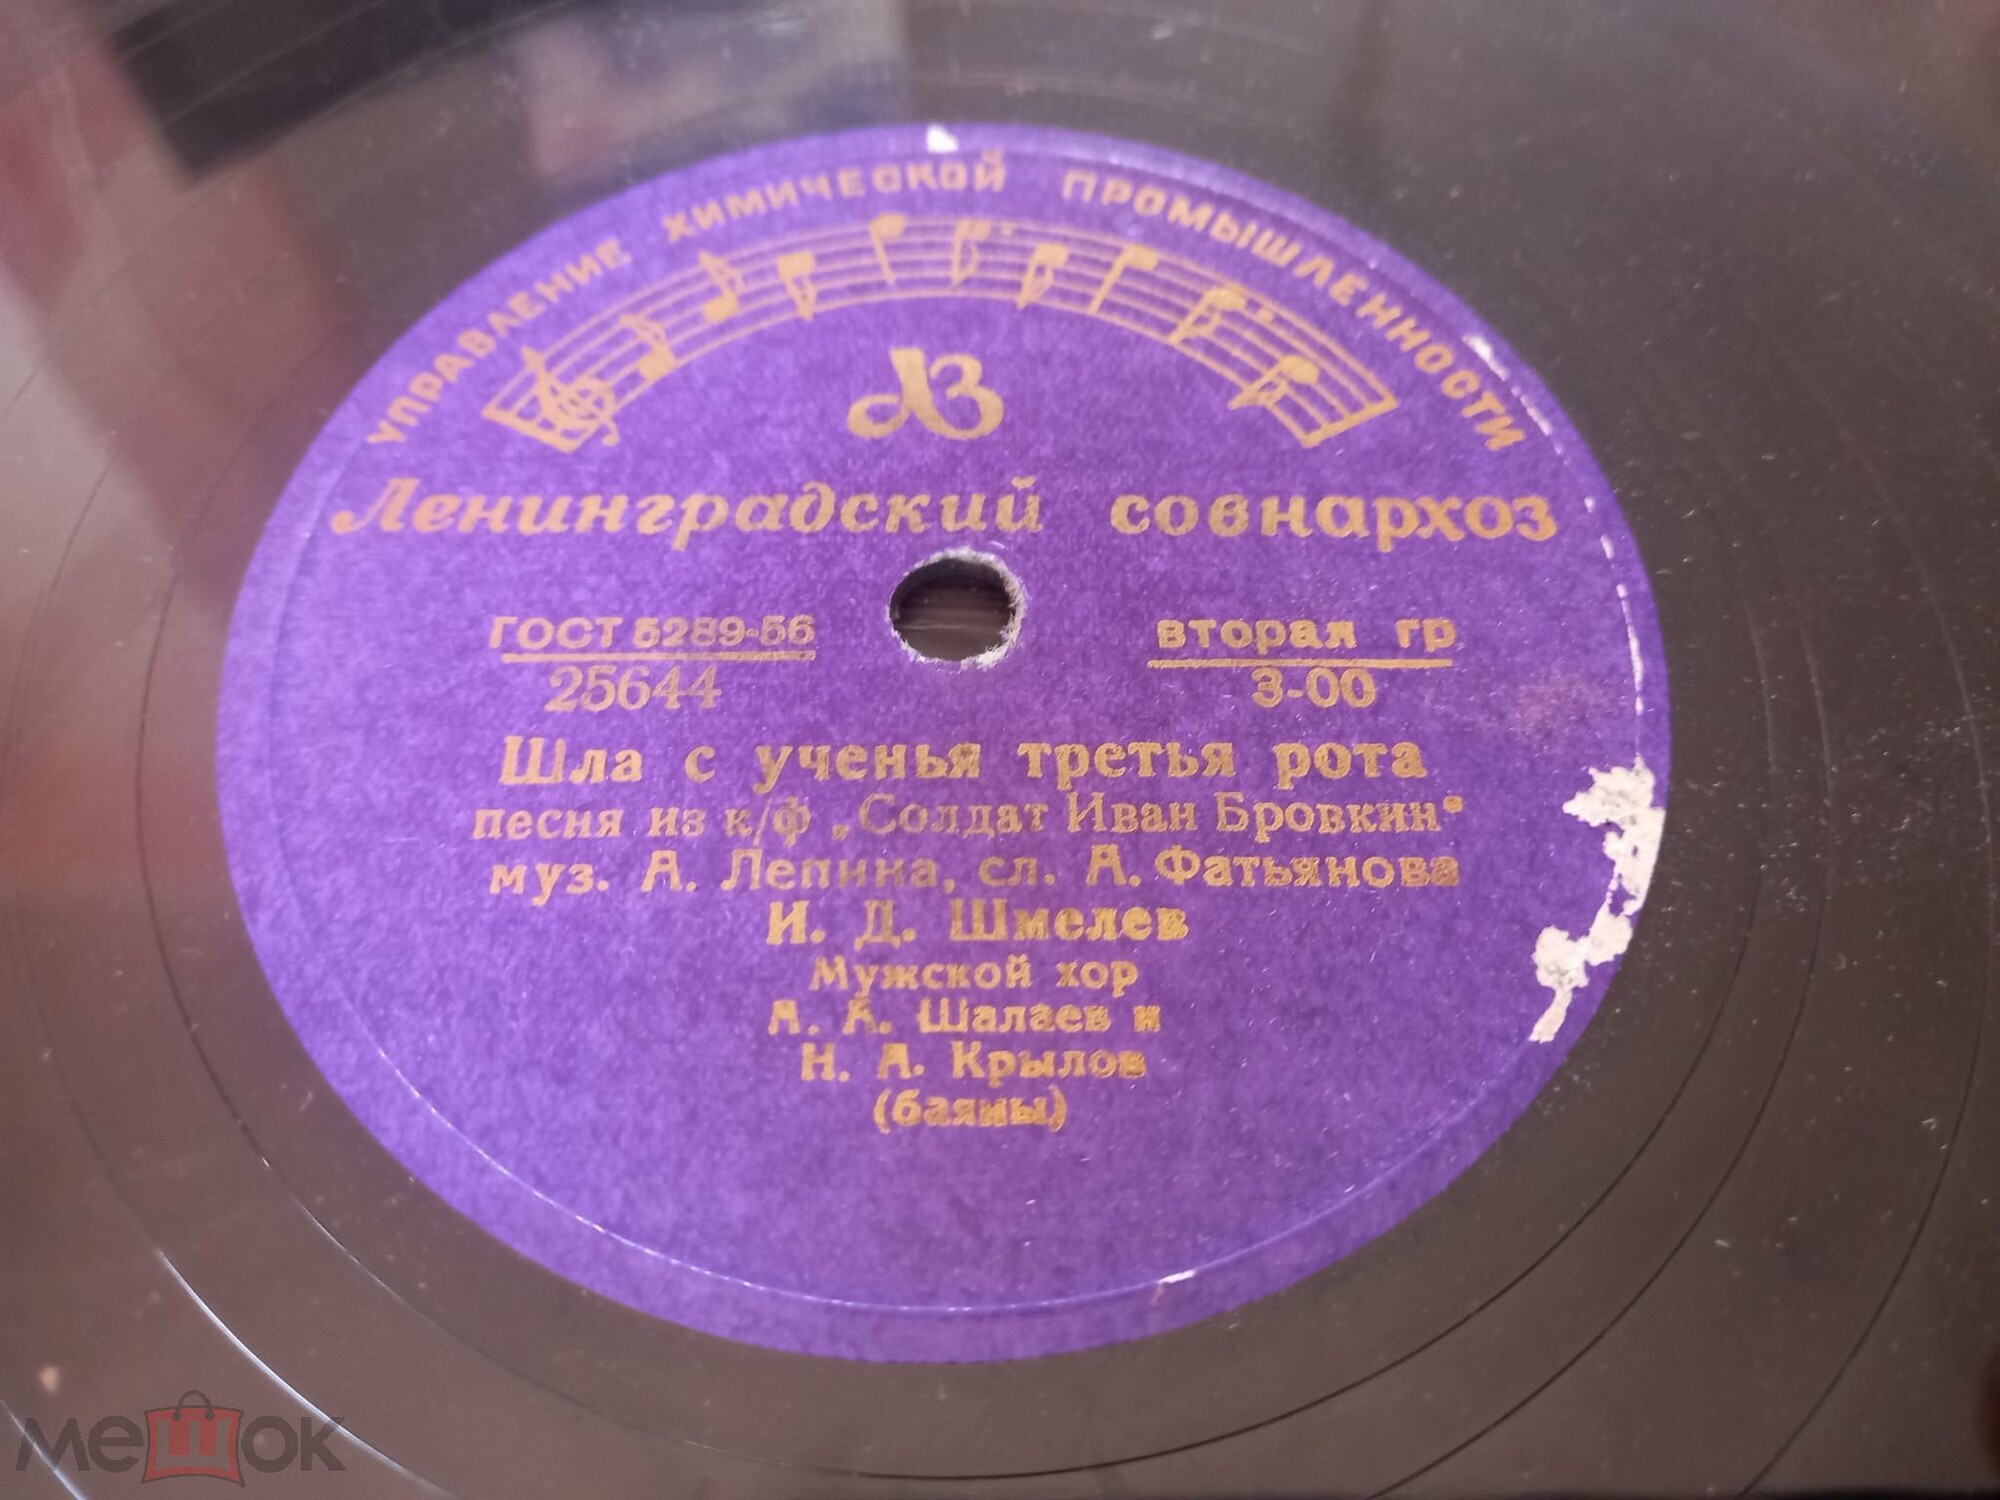 УПРАВЛЕНИЕ ХИМИЧЕСКОЙ ПРОМЫШЛЕННОСТИ
ЛЗ
Ленинградский совнархоз
ГОСТ 5289-56
вторая гр
25644
3-00
Шла с ученья третья рота
песня из к/ф „Солдат Иван Бровкин“
муз. А. Лепина, сл. А. Фатьянова
И. Д. Шмелев
Мужской хор
А. А. Шалаев и
Н. А. Крылов
(баяны)
мешок